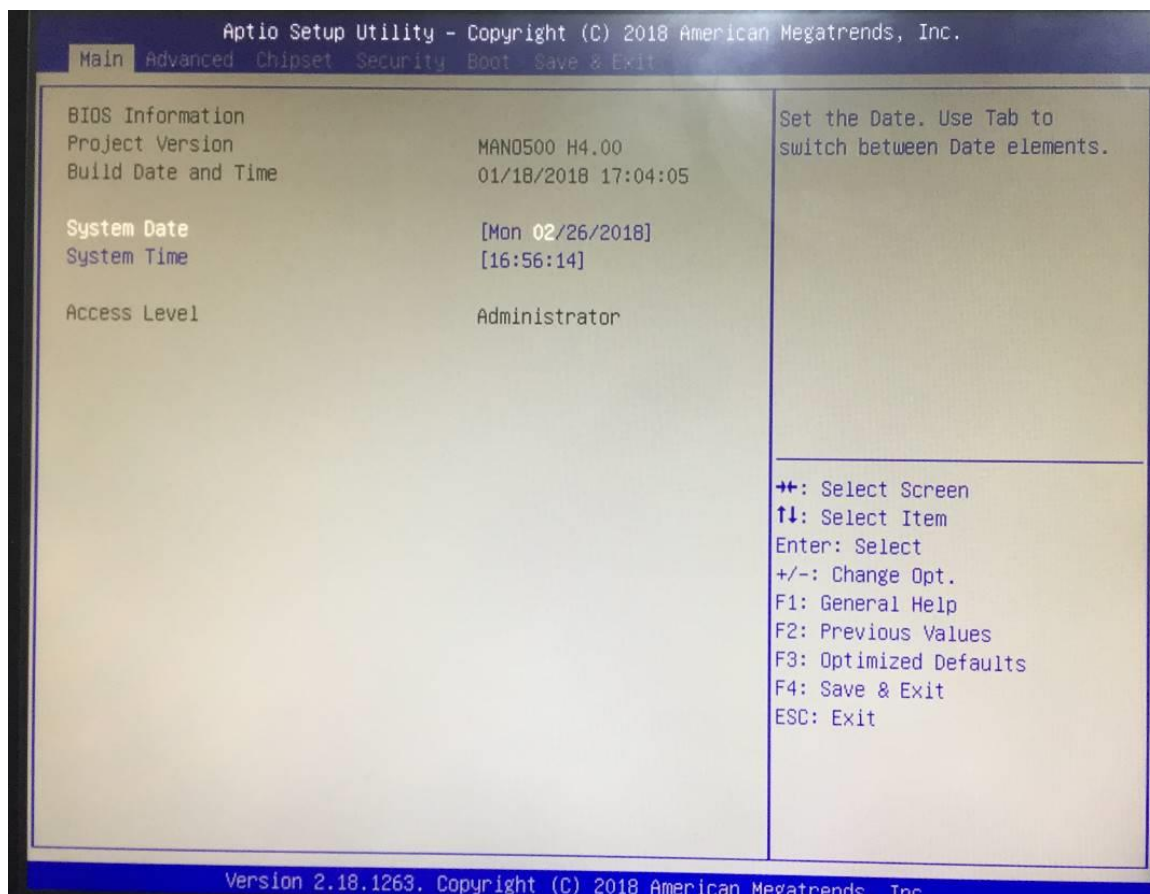 Aptio Setup Utility - Copyright (C) 2018 American Megatrends, Inc.
Main Advanced Chipset Security Boot Save & Exit
BIOS Information
Project Version MANO500 H4.00
Build Date and Time 01/18/2018 17:04:05
System Date [Mon 02/26/2018]
System Time [16:56:14]
Access Level Administrator
Set the Date. Use Tab to
switch between Date elements.
→←: Select Screen
↑↓: Select Item
Enter: Select
+/-: Change Opt.
F1: General Help
F2: Previous Values
F3: Optimized Defaults
F4: Save & Exit
ESC: Exit
Version 2.18.1263. Copyright (C) 2018 American Megatrends, Inc.